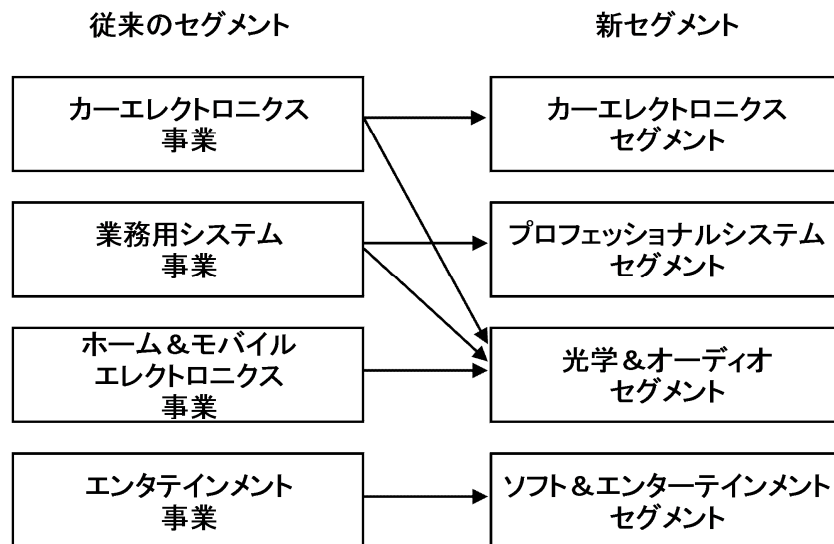 従来のセグメント
新セグメント
カーエレクトロニクス
事業
カーエレクトロニクス
セグメント
業務用システム
事業
プロフェッショナルシステム
セグメント
ホーム&モバイル
エレクトロニクス
事業
光学&オーディオ
セグメント
エンタテインメント
事業
ソフト&エンターテインメント
セグメント